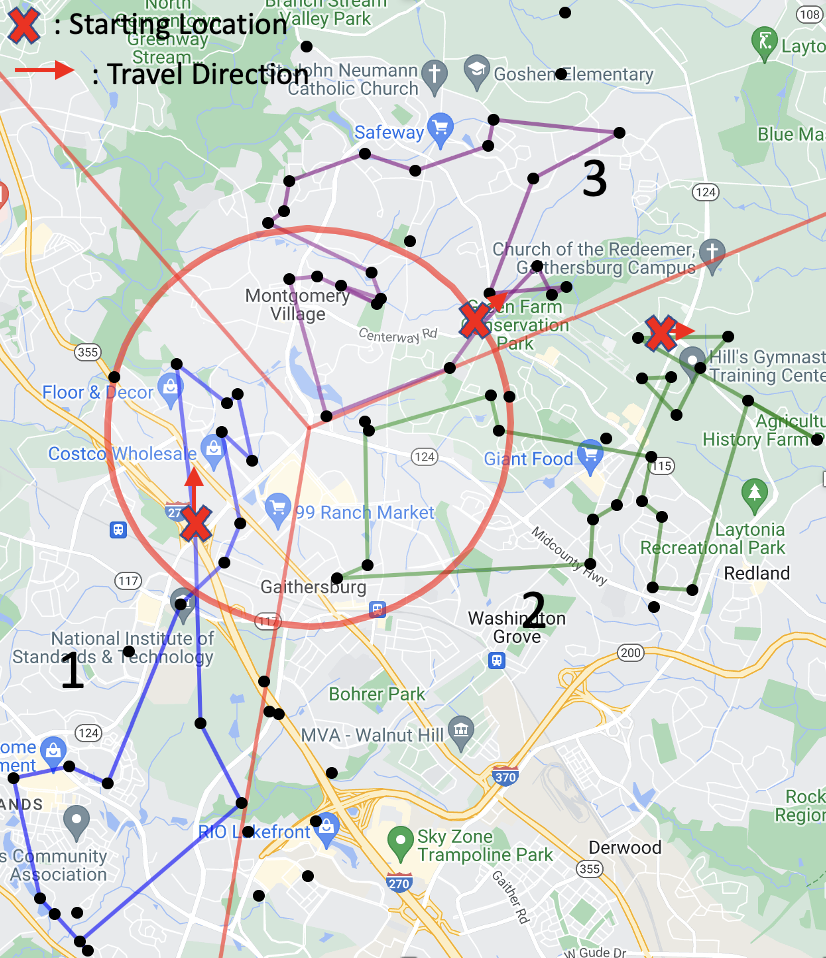 North
Germantown
Greenway
Stream
Branch Stream
Valley Park
108
: Starting Location
: Travel Direction
St. John Neumann
Catholic Church
Goshen Elementary
Layto
Safeway
Blue Ma
3
124
Church of the Redeemer,
Gaithersburg Campus
Montgomery
Village
Green Farm
Conservation
Park
Centerway Rd
355
Hill's Gymnast
Training Cente
Floor & Decor
Agricultu
History Farm P
Costco Wholesale
124
Giant Food
115
27
99 Ranch Market
Laytonia
Recreational Park
Midcounty Hwy
117
Gaithersburg
Redland
2
117
Washington
Grove
National Institute of
Standards & Technology
200
1
Bohrer Park
124
MVA - Walnut Hill
ome
ment
370
ANDS
Rock
Region
RIO Lakefront
Sky Zone
Trampoline Park
s Community
Association
Derwood
355
270
Gaither Rd
W Gude Dr